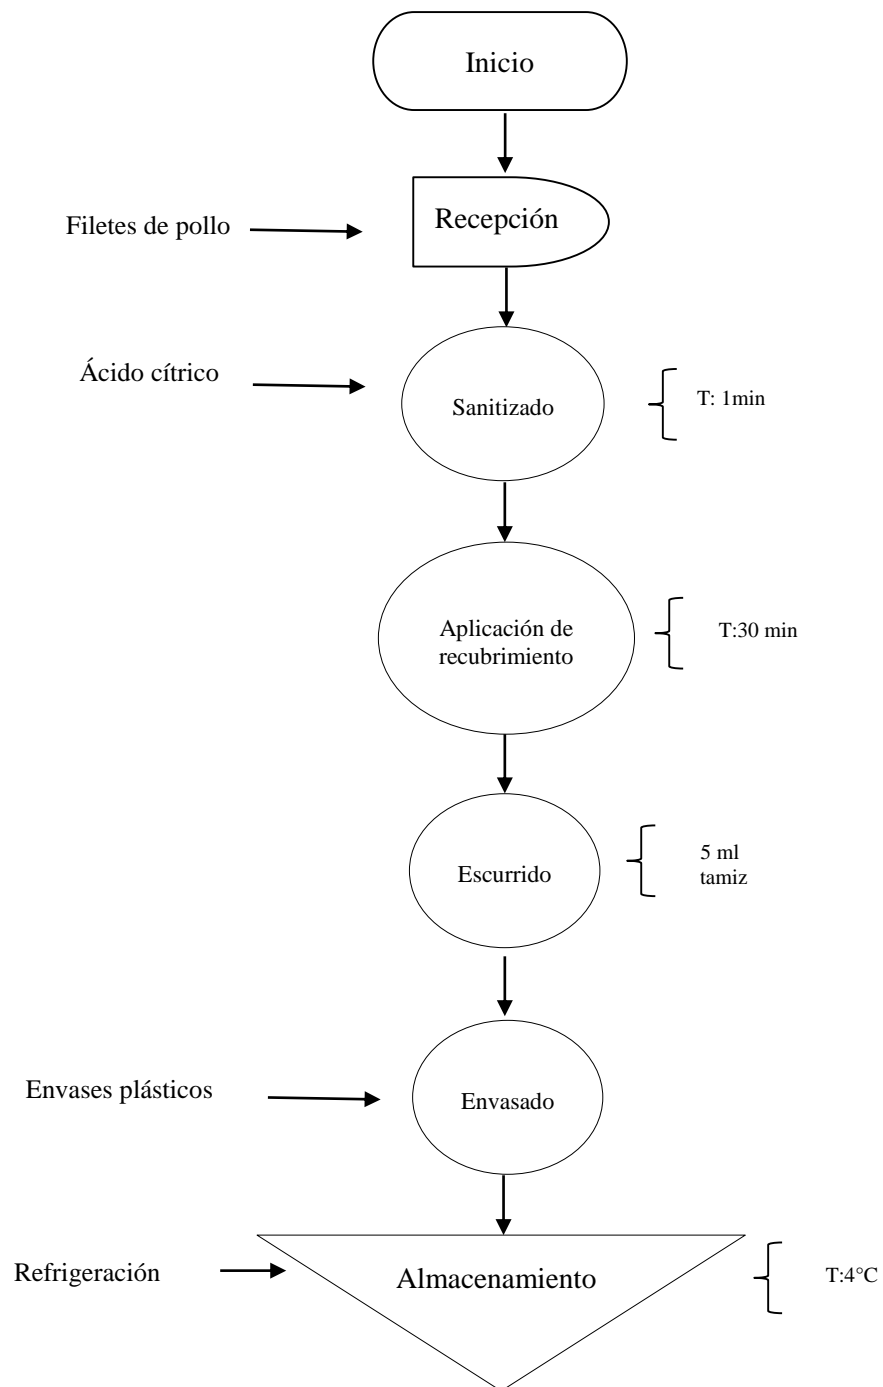 Inicio
Filetes de pollo
Recepción
Ácido cítrico
Sanitizado
T: 1min
Aplicación de
recubrimiento
T:30 min
Escurrido
5 ml
tamiz
Envases plásticos
Envasado
Refrigeración
Almacenamiento
T:4°C